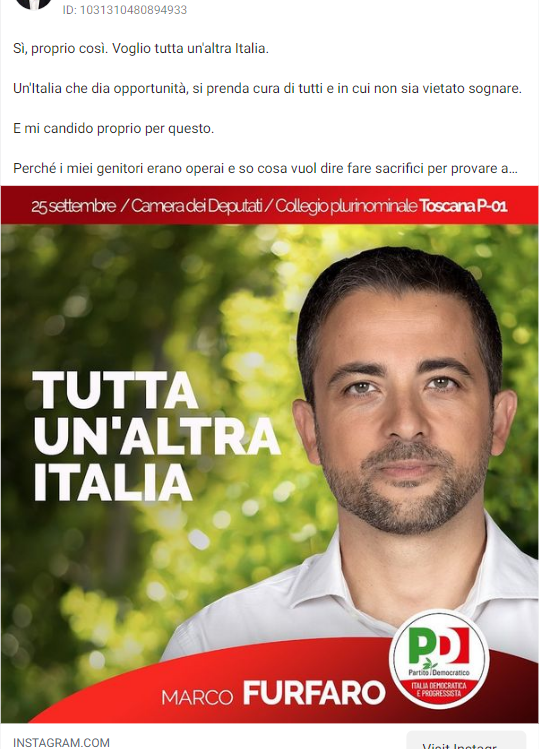 ID: 1031310480894933
Sì, proprio così. Voglio tutta un'altra Italia.
Un'Italia che dia opportunità, si prenda cura di tutti e in cui non sia vietato sognare.
E mi candido proprio per questo.
Perché i miei genitori erano operai e so cosa vuol dire fare sacrifici per provare a...
25 settembre / Camera dei Deputati / Collegio plurinominale Toscana P-01
TUTTA
UN'ALTRA
ITALIA
PD
Partito Democratico
ITALIA DEMOCRATICA
E PROGRESSISTA
MARCO FURFARO
INSTAGRAM.COM
Visit Instagr...